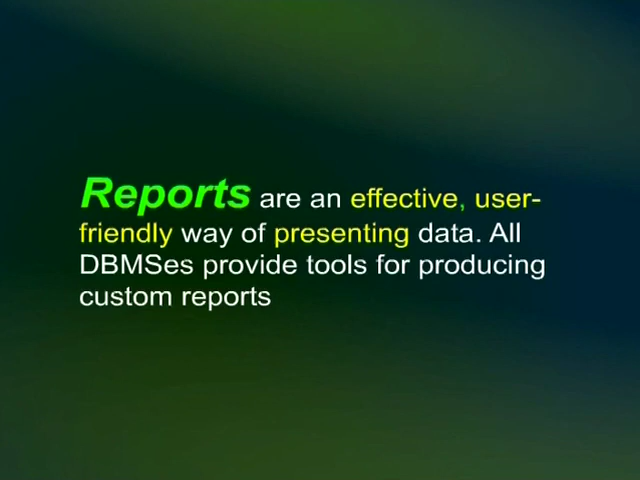 Reports are an effective, user-
friendly way of presenting data. All
DBMSes provide tools for producing
custom reports